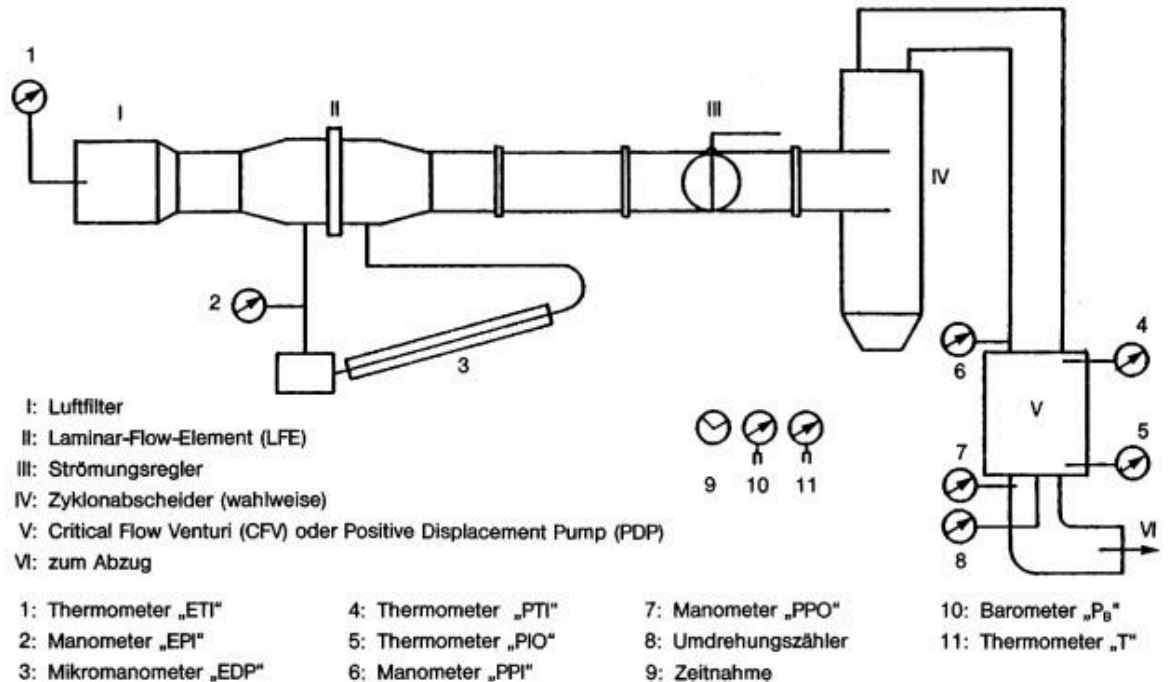 1
I
II
III
IV
2
3
4
6
V
5
7
8
VI
9
10
11
I: Luftfilter
II: Laminar-Flow-Element (LFE)
III: Strömungsregler
IV: Zyklonabscheider (wahlweise)
V: Critical Flow Venturi (CFV) oder Positive Displacement Pump (PDP)
VI: zum Abzug
1: Thermometer „ETI“
2: Manometer „EPI“
3: Mikromanometer „EDP“
4: Thermometer „PTI“
5: Thermometer „PIO“
6: Manometer „PPI“
7: Manometer „PPO“
8: Umdrehungszähler
9: Zeitnahme
10: Barometer „PB“
11: Thermometer „T“